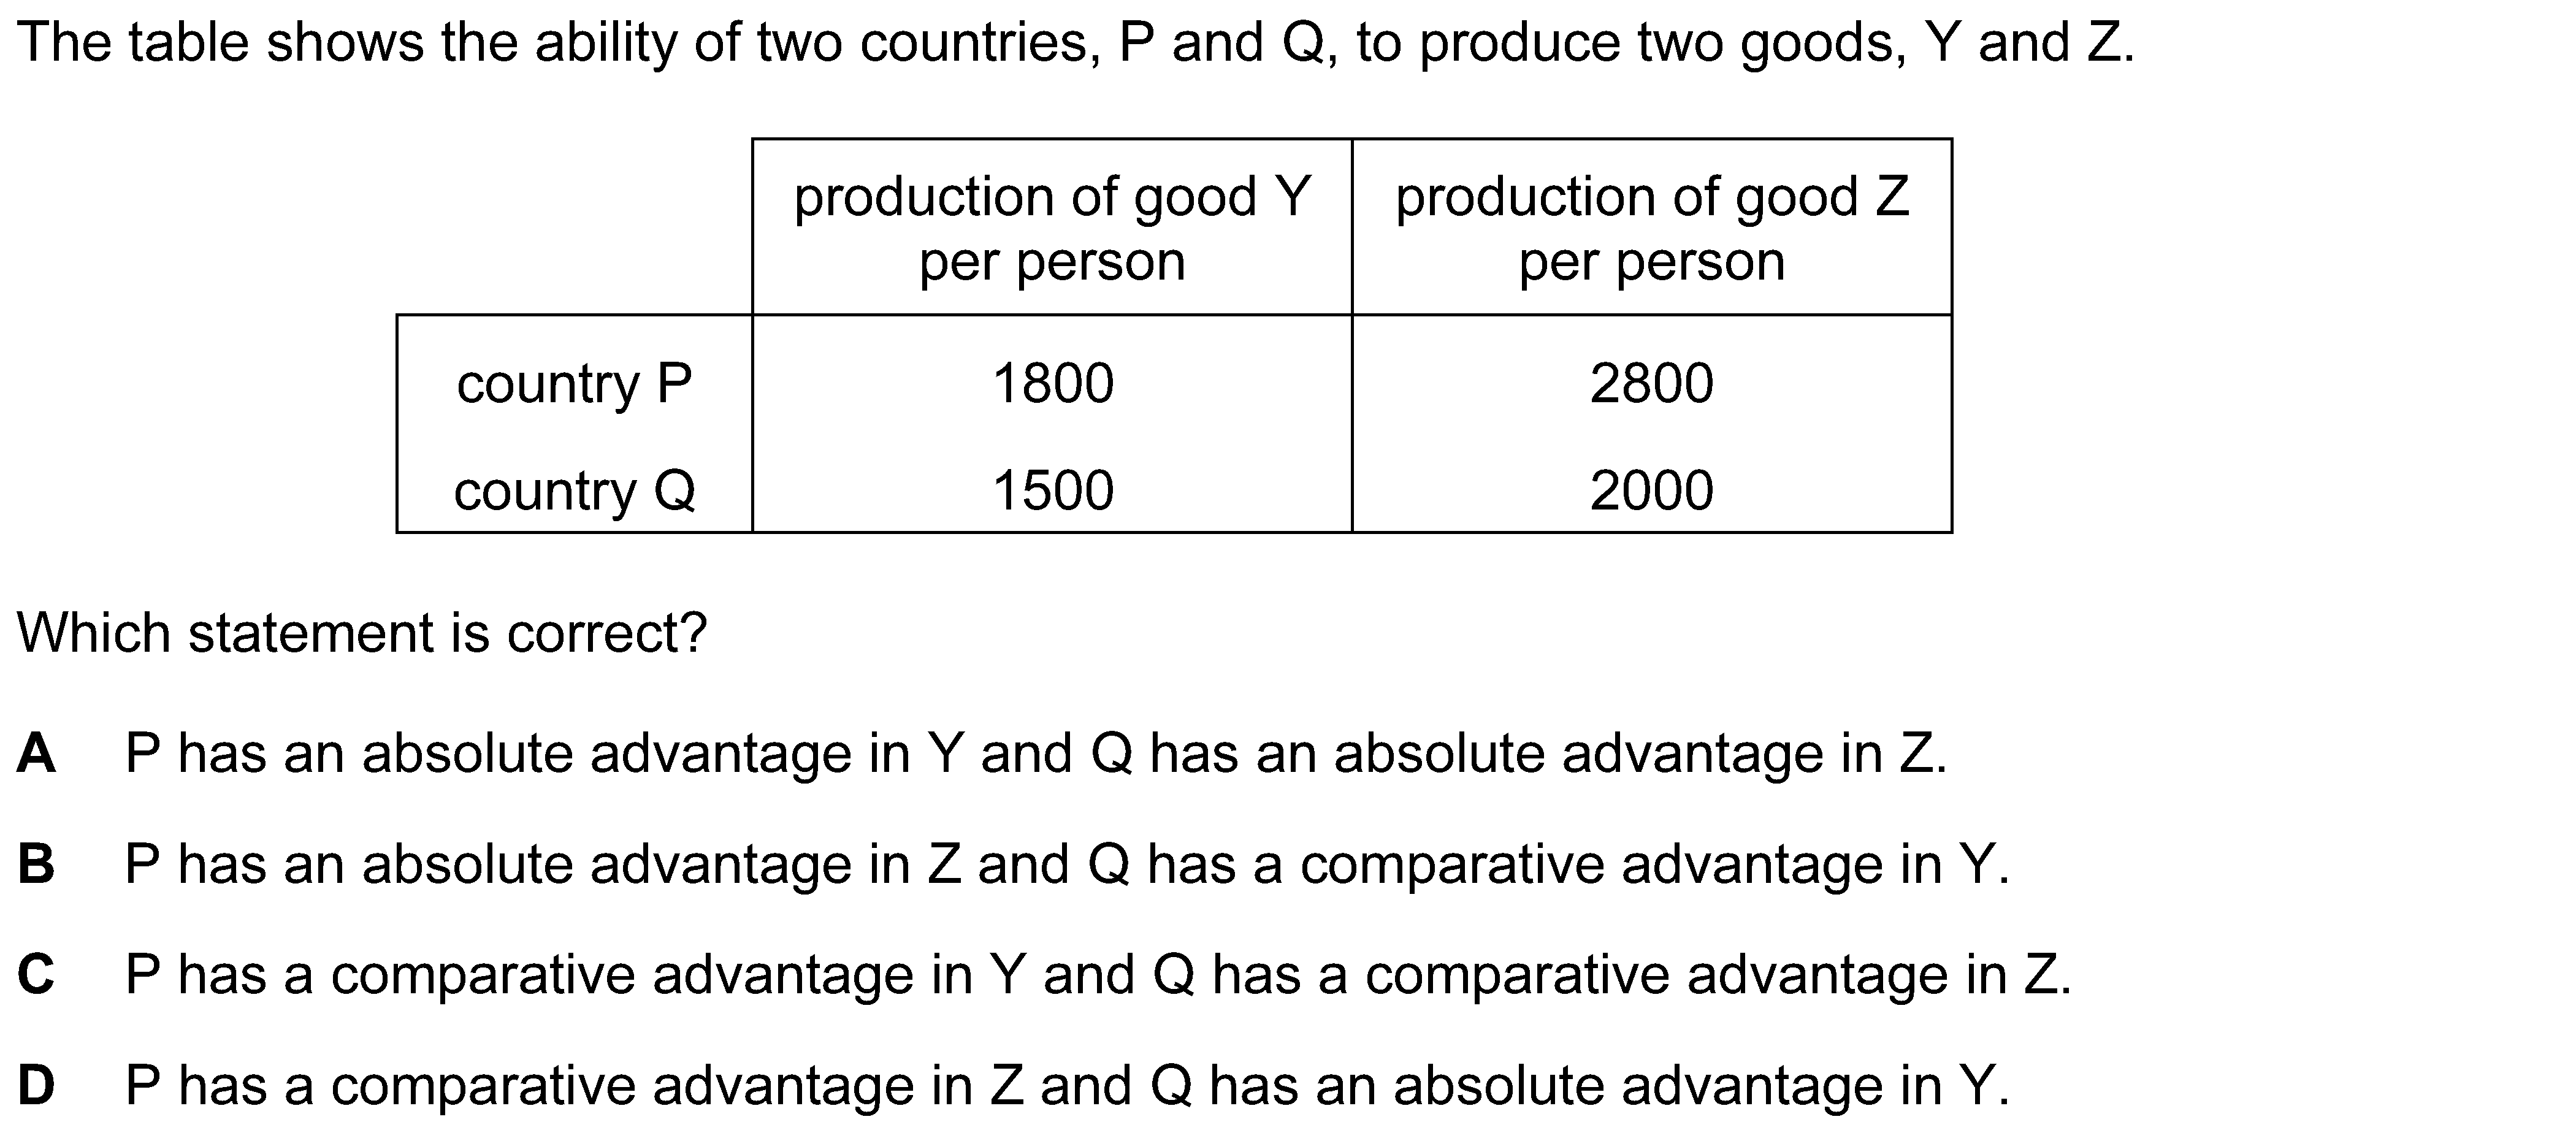 The table shows the ability of two countries, P and Q, to produce two goods, Y and Z.
production of good Y per person
production of good Z per person
country P 1800 2800
country Q 1500 2000
Which statement is correct?
A P has an absolute advantage in Y and Q has an absolute advantage in Z.
B P has an absolute advantage in Z and Q has a comparative advantage in Y.
C P has a comparative advantage in Y and Q has a comparative advantage in Z.
D P has a comparative advantage in Z and Q has an absolute advantage in Y.